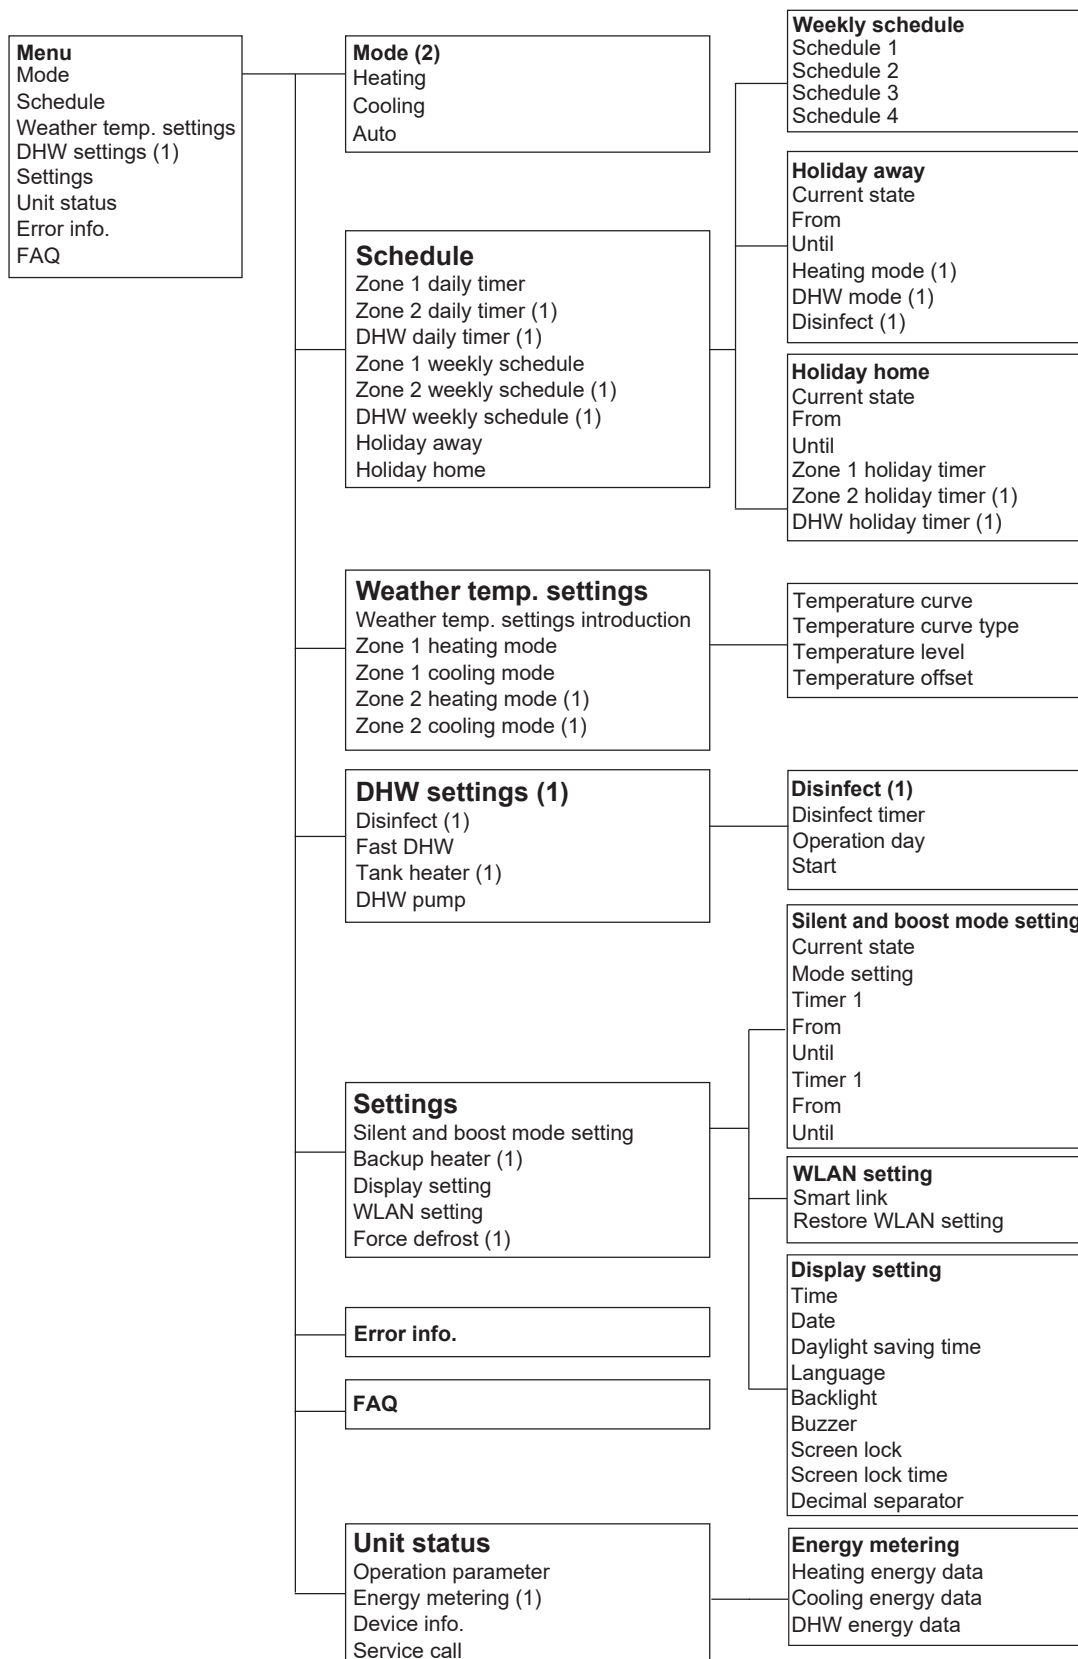 Menu
Mode
Schedule
Weather temp. settings
DHW settings (1)
Settings
Unit status
Error info.
FAQ
Mode (2)
Heating
Cooling
Auto
Schedule
Zone 1 daily timer
Zone 2 daily timer (1)
DHW daily timer (1)
Zone 1 weekly schedule
Zone 2 weekly schedule (1)
DHW weekly schedule (1)
Holiday away
Holiday home
Weekly schedule
Schedule 1
Schedule 2
Schedule 3
Schedule 4
Holiday away
Current state
From
Until
Heating mode (1)
DHW mode (1)
Disinfect (1)
Holiday home
Current state
From
Until
Zone 1 holiday timer
Zone 2 holiday timer (1)
DHW holiday timer (1)
Weather temp. settings
Weather temp. settings introduction
Zone 1 heating mode
Zone 1 cooling mode
Zone 2 heating mode (1)
Zone 2 cooling mode (1)
Temperature curve
Temperature curve type
Temperature level
Temperature offset
DHW settings (1)
Disinfect (1)
Fast DHW
Tank heater (1)
DHW pump
Disinfect (1)
Disinfect timer
Operation day
Start
Settings
Silent and boost mode setting
Backup heater (1)
Display setting
WLAN setting
Force defrost (1)
Silent and boost mode setting
Current state
Mode setting
Timer 1
From
Until
Timer 1
From
Until
WLAN setting
Smart link
Restore WLAN setting
Display setting
Time
Date
Daylight saving time
Language
Backlight
Buzzer
Screen lock
Screen lock time
Decimal separator
Error info.
FAQ
Unit status
Operation parameter
Energy metering (1)
Device info.
Service call
Energy metering
Heating energy data
Cooling energy data
DHW energy data